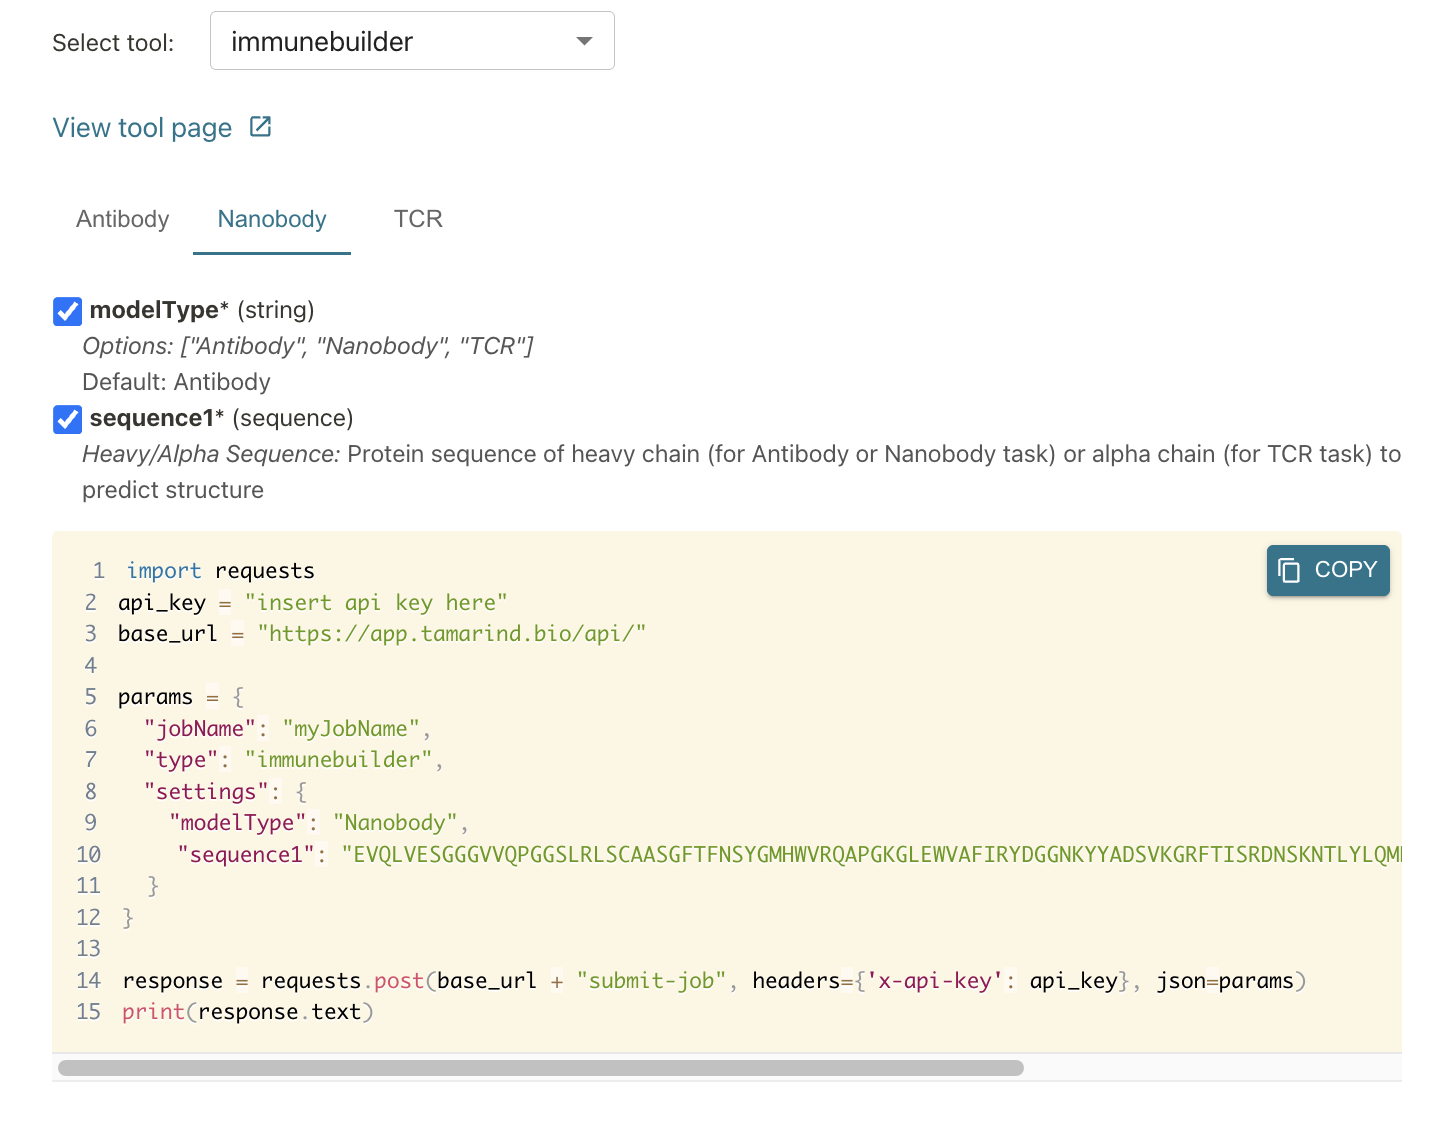 Select tool: immunebuilder
View tool page
Antibody Nanobody TCR
modelType* (string)
Options: ["Antibody", "Nanobody", "TCR"]
Default: Antibody
sequence1* (sequence)
Heavy/Alpha Sequence: Protein sequence of heavy chain (for Antibody or Nanobody task) or alpha chain (for TCR task) to
predict structure
COPY
1 import requests
2 api_key = "insert api key here"
3 base_url = "https://app.tamarind.bio/api/"
4
5 params = {
6 "jobName": "myJobName",
7 "type": "immunebuilder",
8 "settings": {
9 "modelType": "Nanobody",
10 "sequence1": "EVQLVESGGGVVQPGGSLRLSCAASGFTFNSYGMHWVRQAPGKGLEWVAFIRYDGGNKYYADSVKGRFTISRDNSKNTLYLQM
11 }
12 }
13
14 response = requests.post(base_url + "submit-job", headers={'x-api-key': api_key}, json=params)
15 print(response.text)